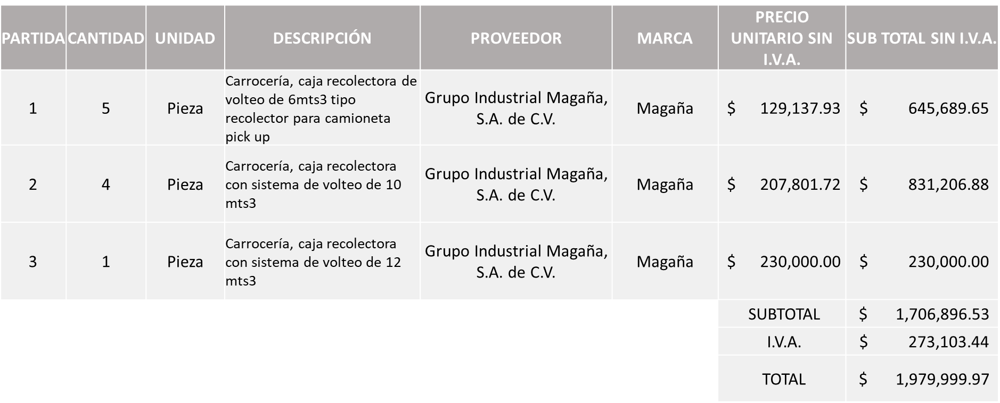 PARTIDA CANTIDAD UNIDAD DESCRIPCIÓN PROVEEDOR MARCA PRECIO UNITARIO SIN I.V.A. SUB TOTAL SIN I.V.A.
1 5 Pieza Carrocería, caja recolectora de volteo de 6mts3 tipo recolector para camioneta pick up Grupo Industrial Magaña, S.A. de C.V. Magaña $ 129,137.93 $ 645,689.65
2 4 Pieza Carrocería, caja recolectora con sistema de volteo de 10 mts3 Grupo Industrial Magaña, S.A. de C.V. Magaña $ 207,801.72 $ 831,206.88
3 1 Pieza Carrocería, caja recolectora con sistema de volteo de 12 mts3 Grupo Industrial Magaña, S.A. de C.V. Magaña $ 230,000.00 $ 230,000.00
SUBTOTAL $ 1,706,896.53
I.V.A. $ 273,103.44
TOTAL $ 1,979,999.97